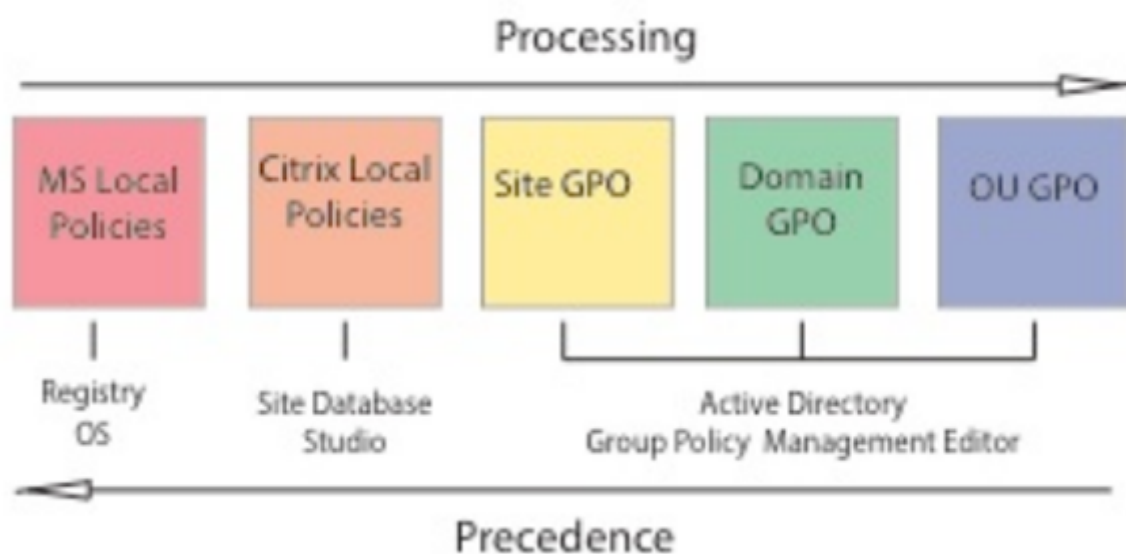 Processing
MS Local
Policies
Citrix Local
Policies
Site GPO
Domain
GPO
OU GPO
Registry
OS
Site Database
Studio
Active Directory
Group Policy Management Editor
Precedence